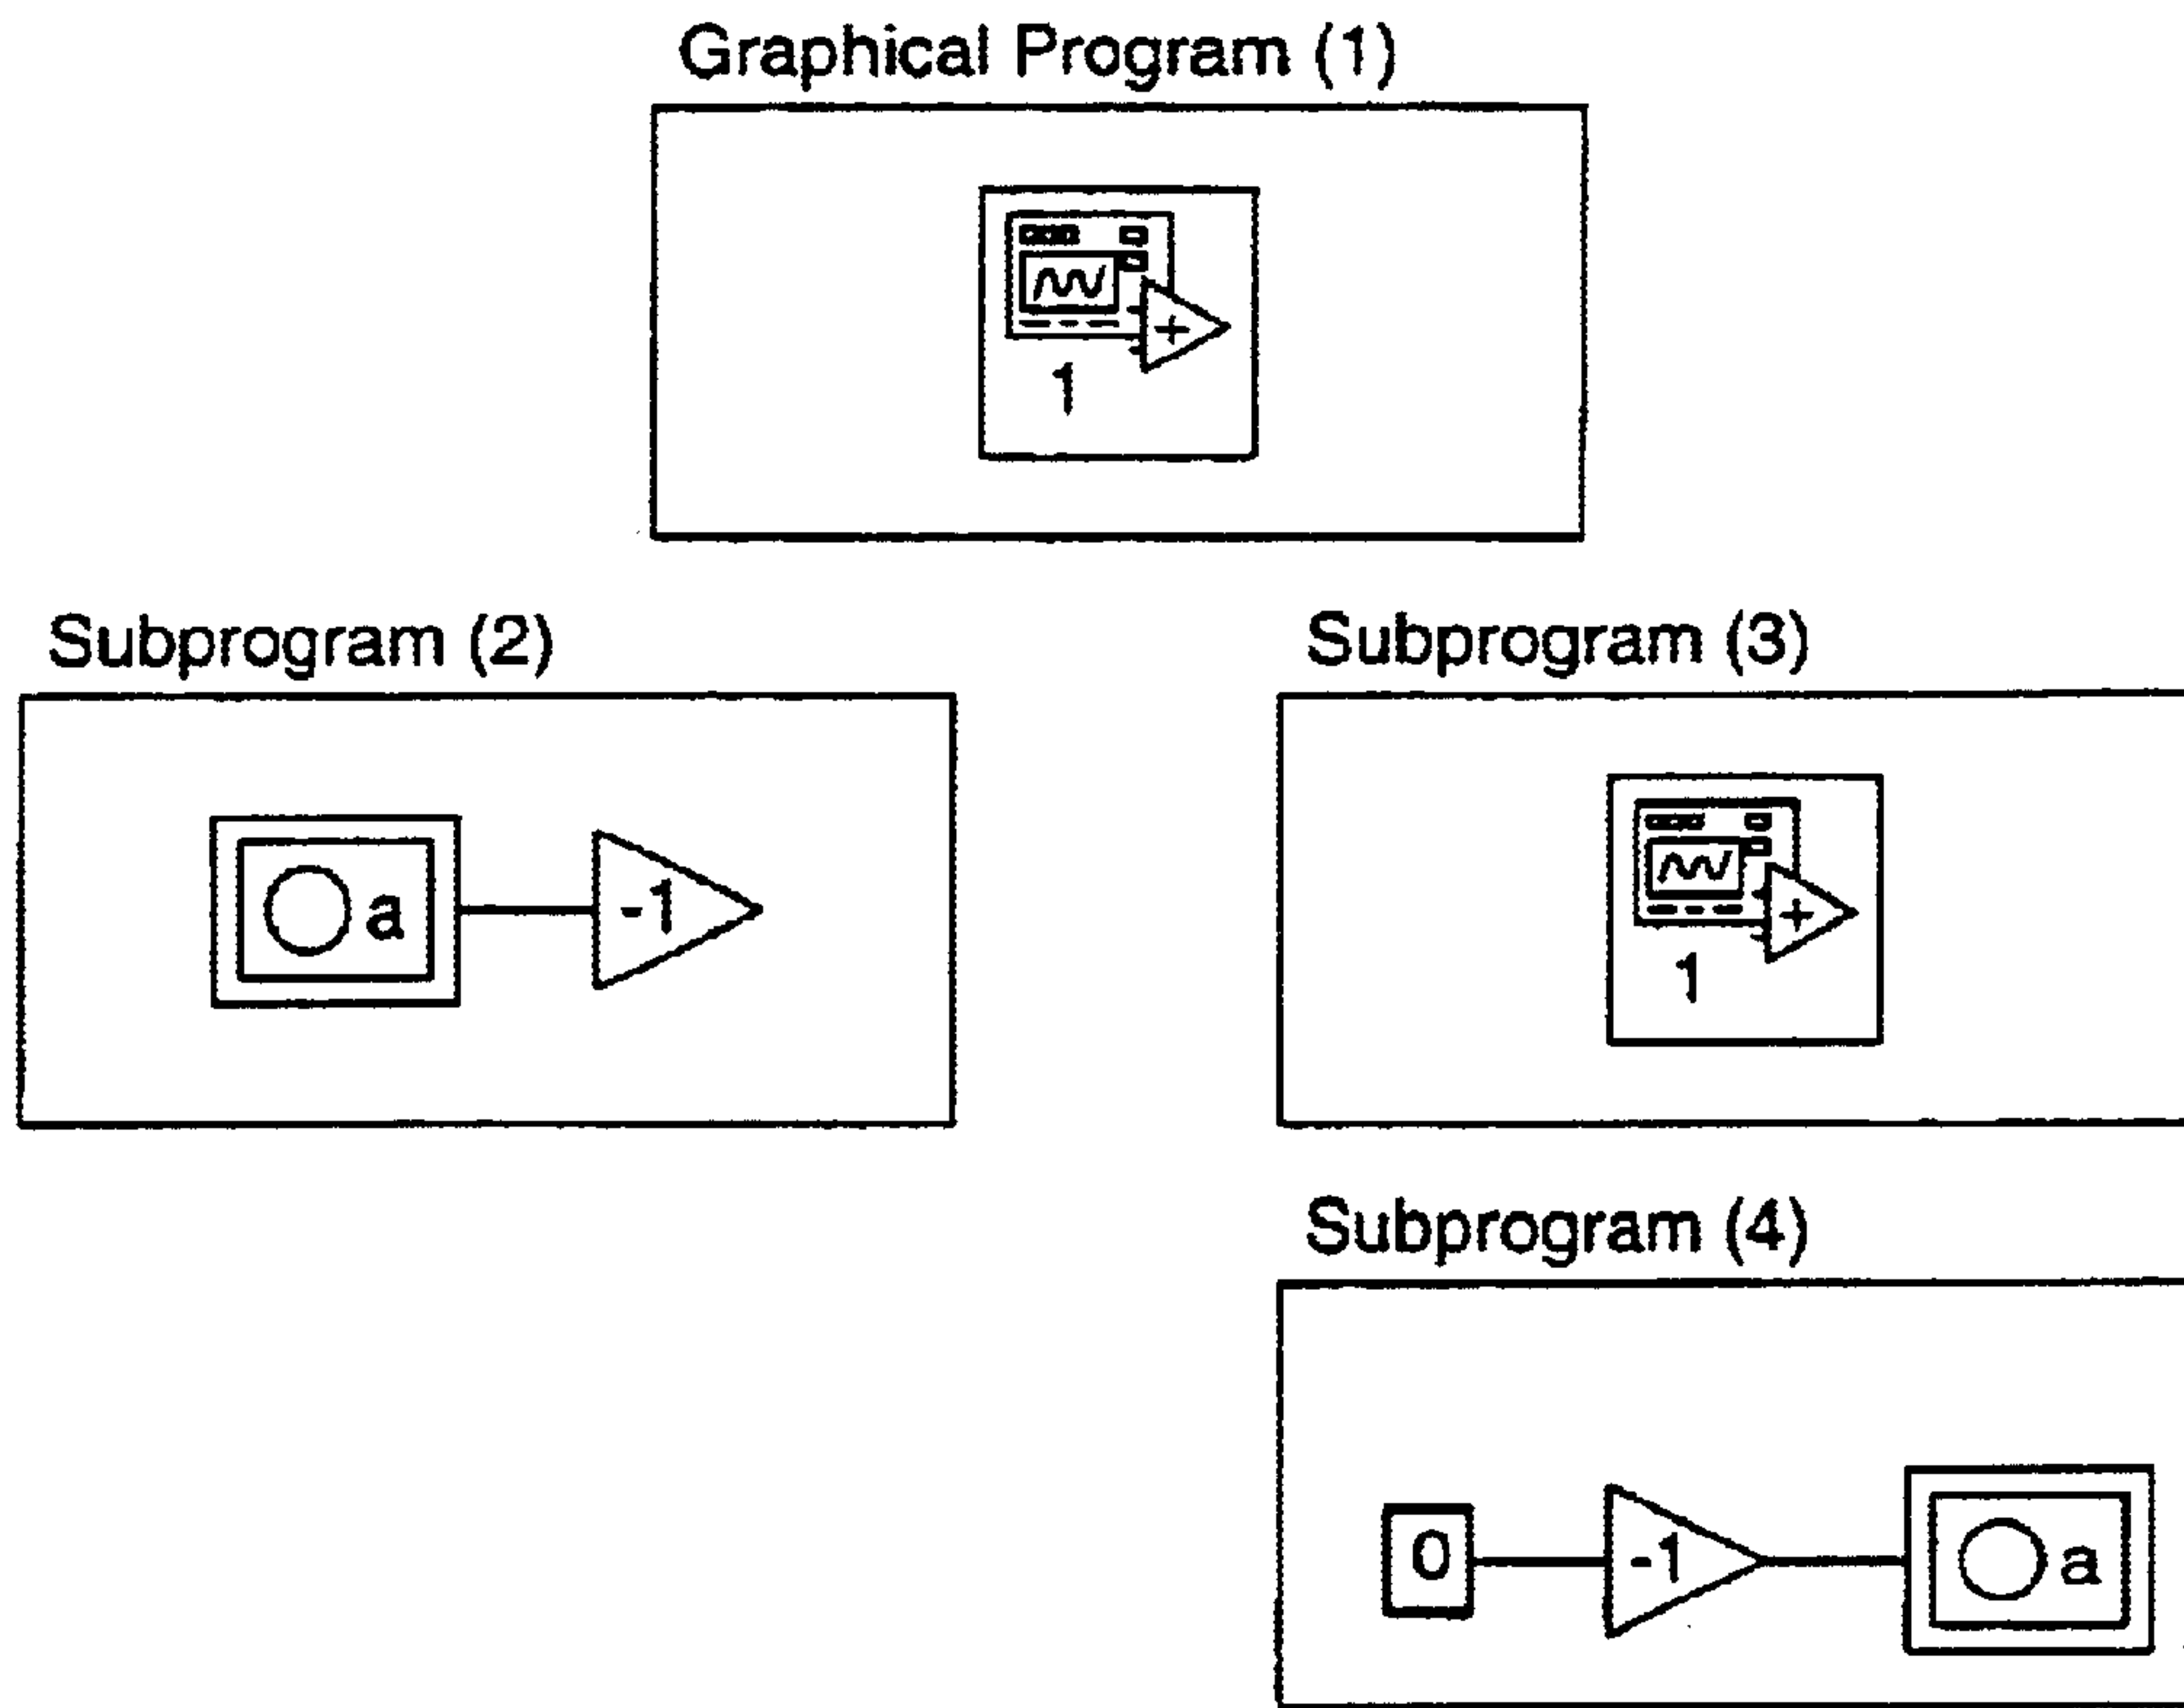 Graphical Program (1)
+
1
Subprogram (2)
a
-1
Subprogram (3)
+
1
Subprogram (4)
0
-1
a